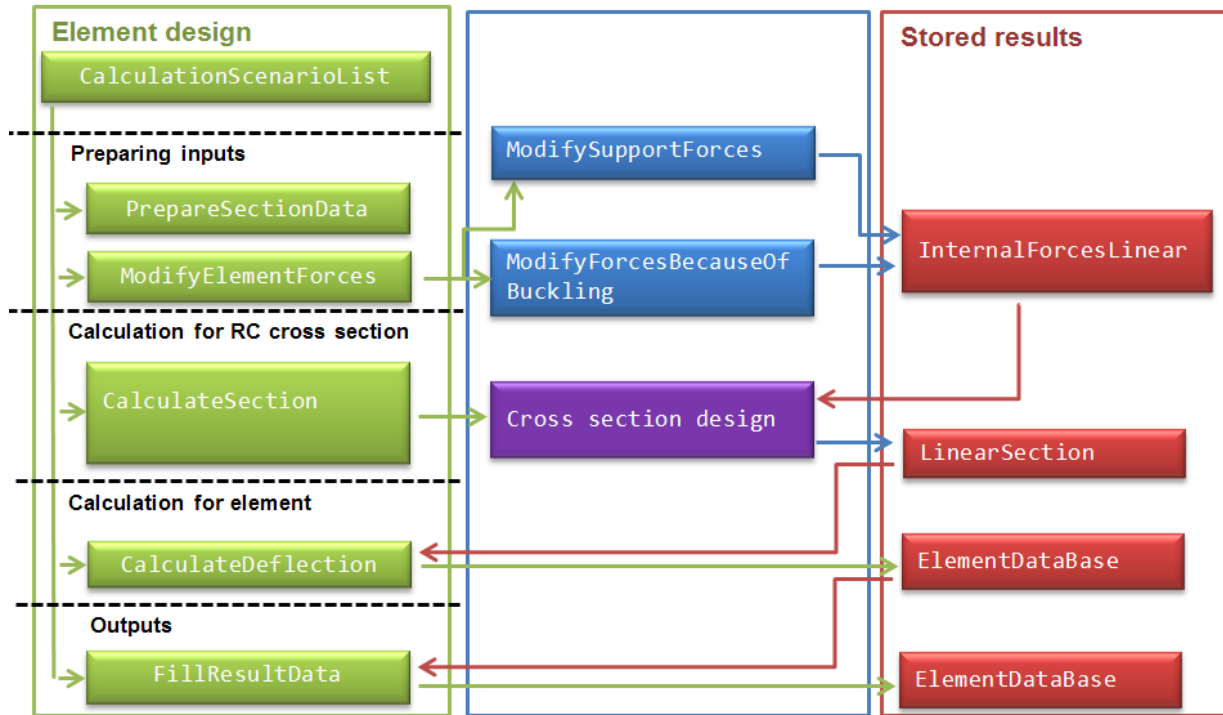 Element design
CalculationScenarioList
Preparing inputs
PrepareSectionData
ModifyElementForces
Calculation for RC cross section
CalculateSection
Calculation for element
CalculateDeflection
Outputs
FillResultData
ModifySupportForces
ModifyForcesBecauseOf
Buckling
Cross section design
Stored results
InternalForcesLinear
LinearSection
ElementDataBase
ElementDataBase